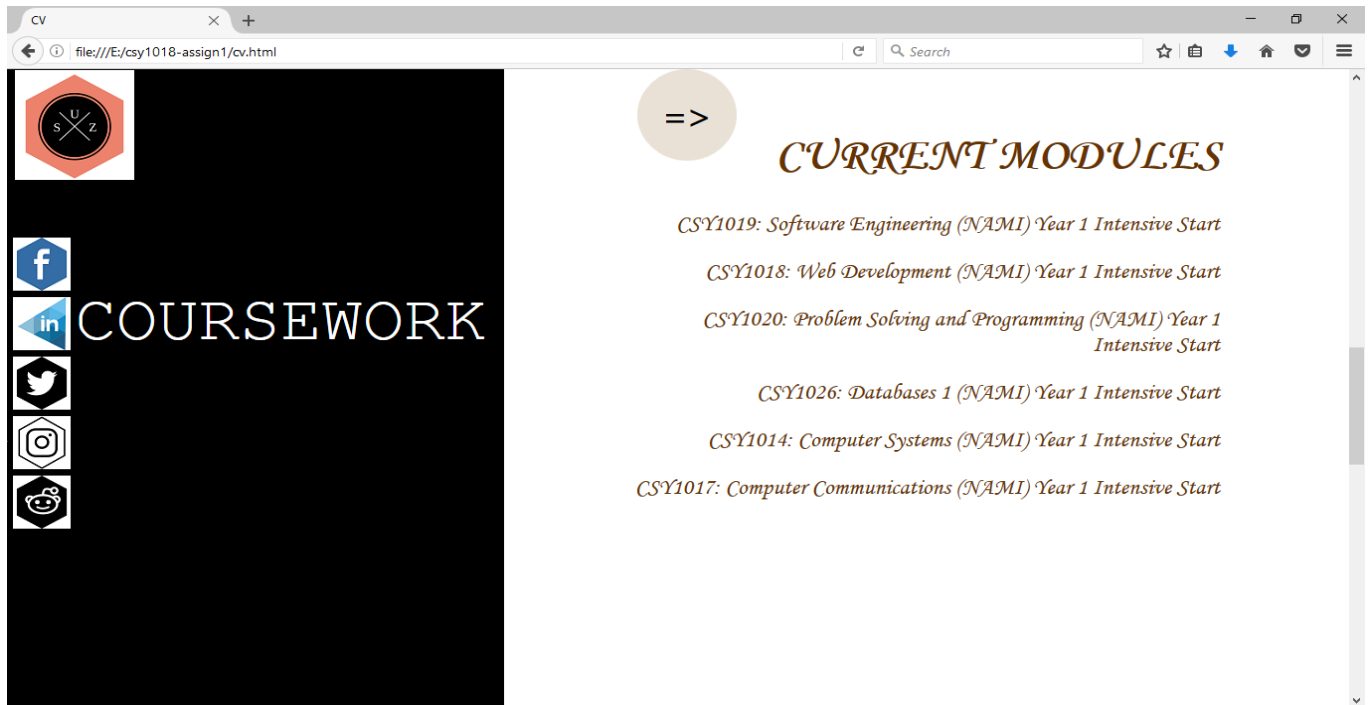 CV
file:///E:/csy1018-assign1/cv.html
Search
U
S Z
=>
CURRENT MODULES
CSY1019: Software Engineering (NAMI) Year 1 Intensive Start
f
CSY1018: Web Development (NAMI) Year 1 Intensive Start
in
COURSEWORK
CSY1020: Problem Solving and Programming (NAMI) Year 1
Intensive Start
CSY1026: Databases 1 (NAMI) Year 1 Intensive Start
CSY1014: Computer Systems (NAMI) Year 1 Intensive Start
CSY1017: Computer Communications (NAMI) Year 1 Intensive Start